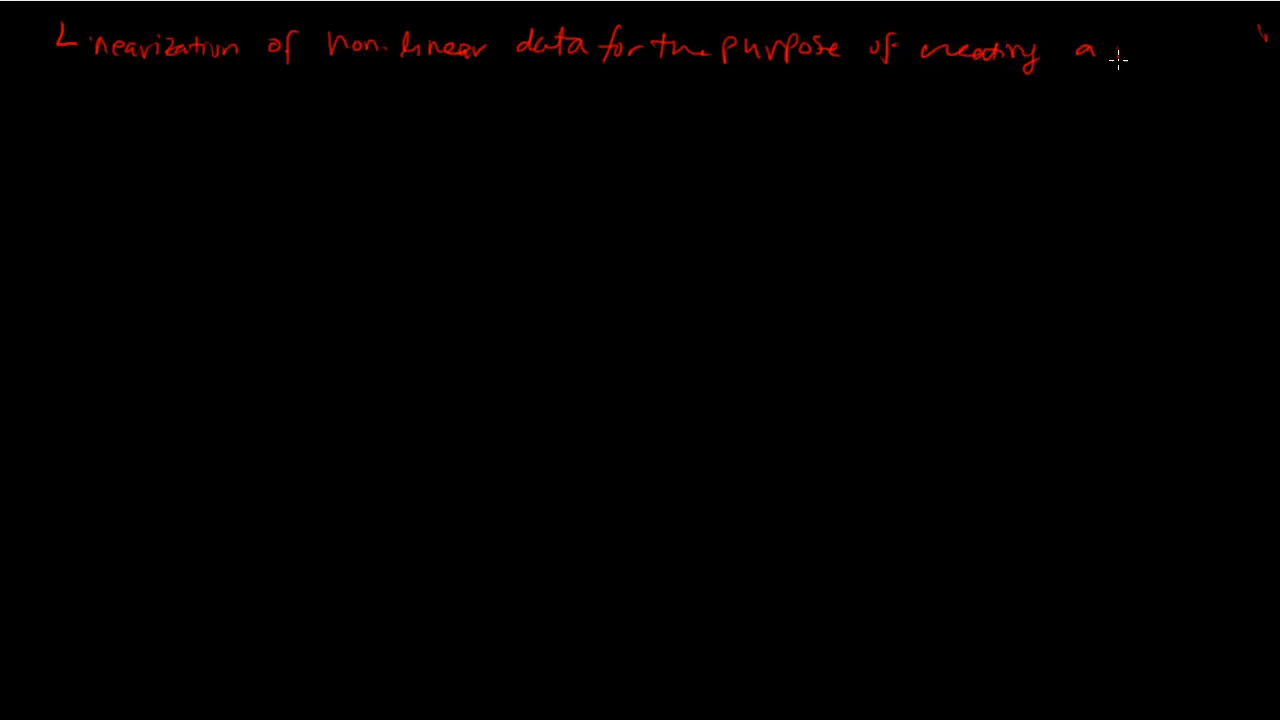 Linearization of non-linear data for the purpose of creating a